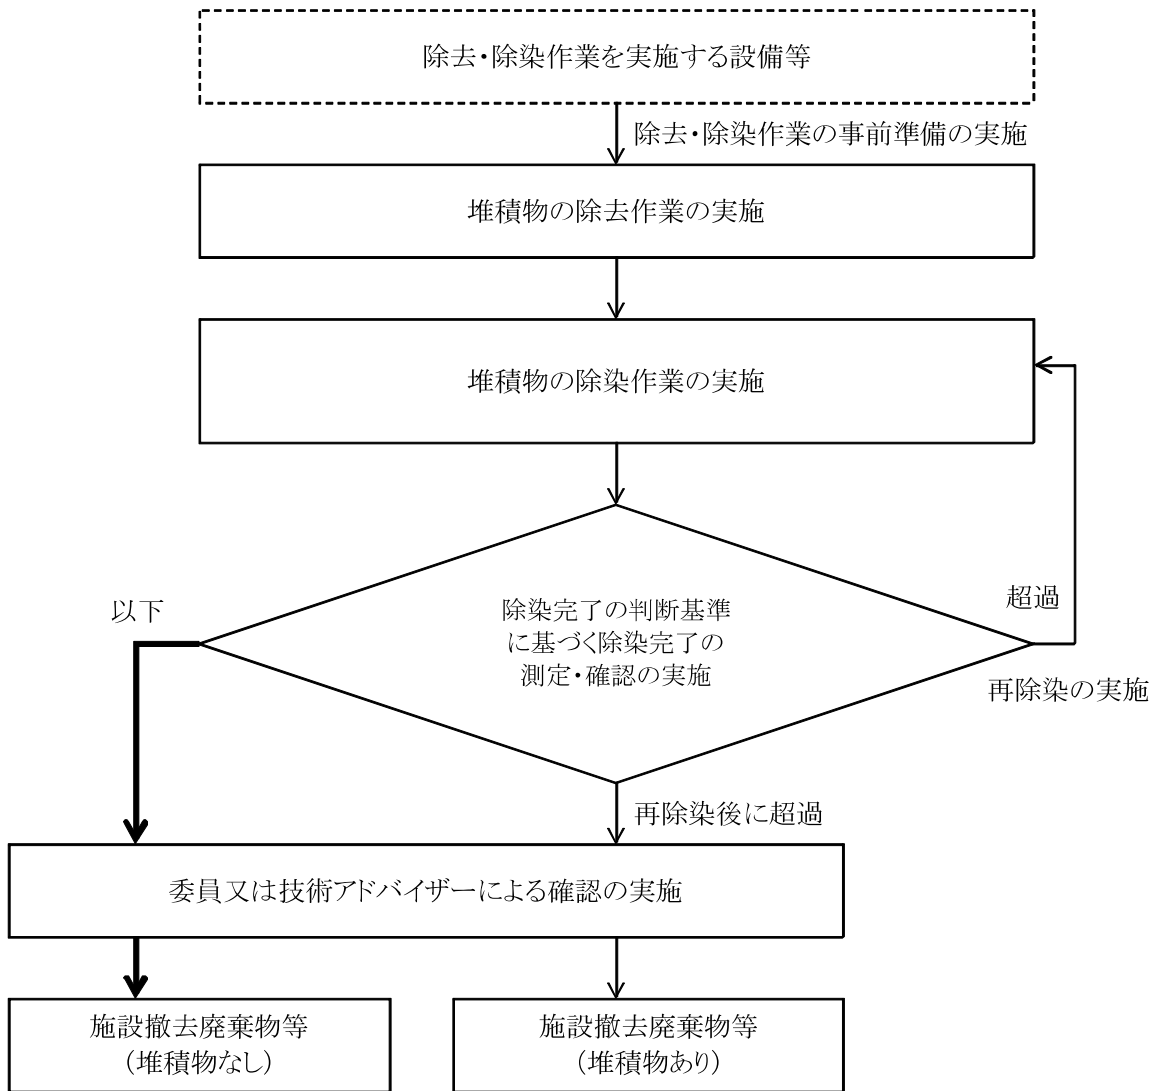 除去・除染作業を実施する設備等
除去・除染作業の事前準備の実施
堆積物の除去作業の実施
堆積物の除染作業の実施
以下
除染完了の判断基準
に基づく除染完了の
測定・確認の実施
超過
再除染の実施
再除染後に超過
委員又は技術アドバイザーによる確認の実施
施設撤去廃棄物等
（堆積物なし）
施設撤去廃棄物等
（堆積物あり）